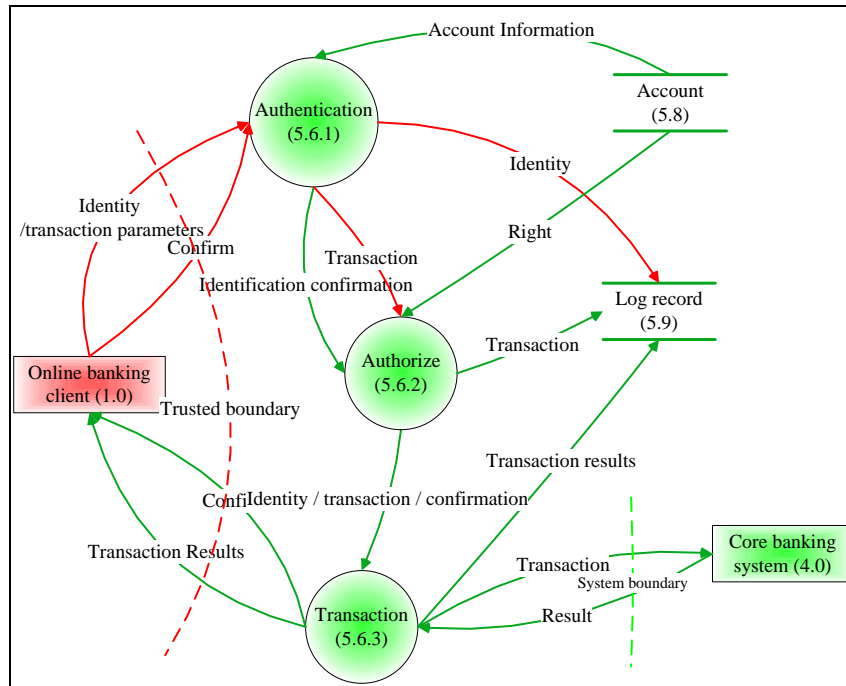 Account Information
Authentication
(5.6.1)
Account
(5.8)
Identity
Identity
/transaction parameters
Right
Confirm
Transaction
Identification confirmation
Log record
(5.9)
Online banking
client (1.0)
Authorize
(5.6.2)
Transaction
Trusted boundary
Transaction results
Confi
Identity / transaction / confirmation
Transaction Results
Core banking
system (4.0)
Transaction
System boundary
Result
Transaction
(5.6.3)